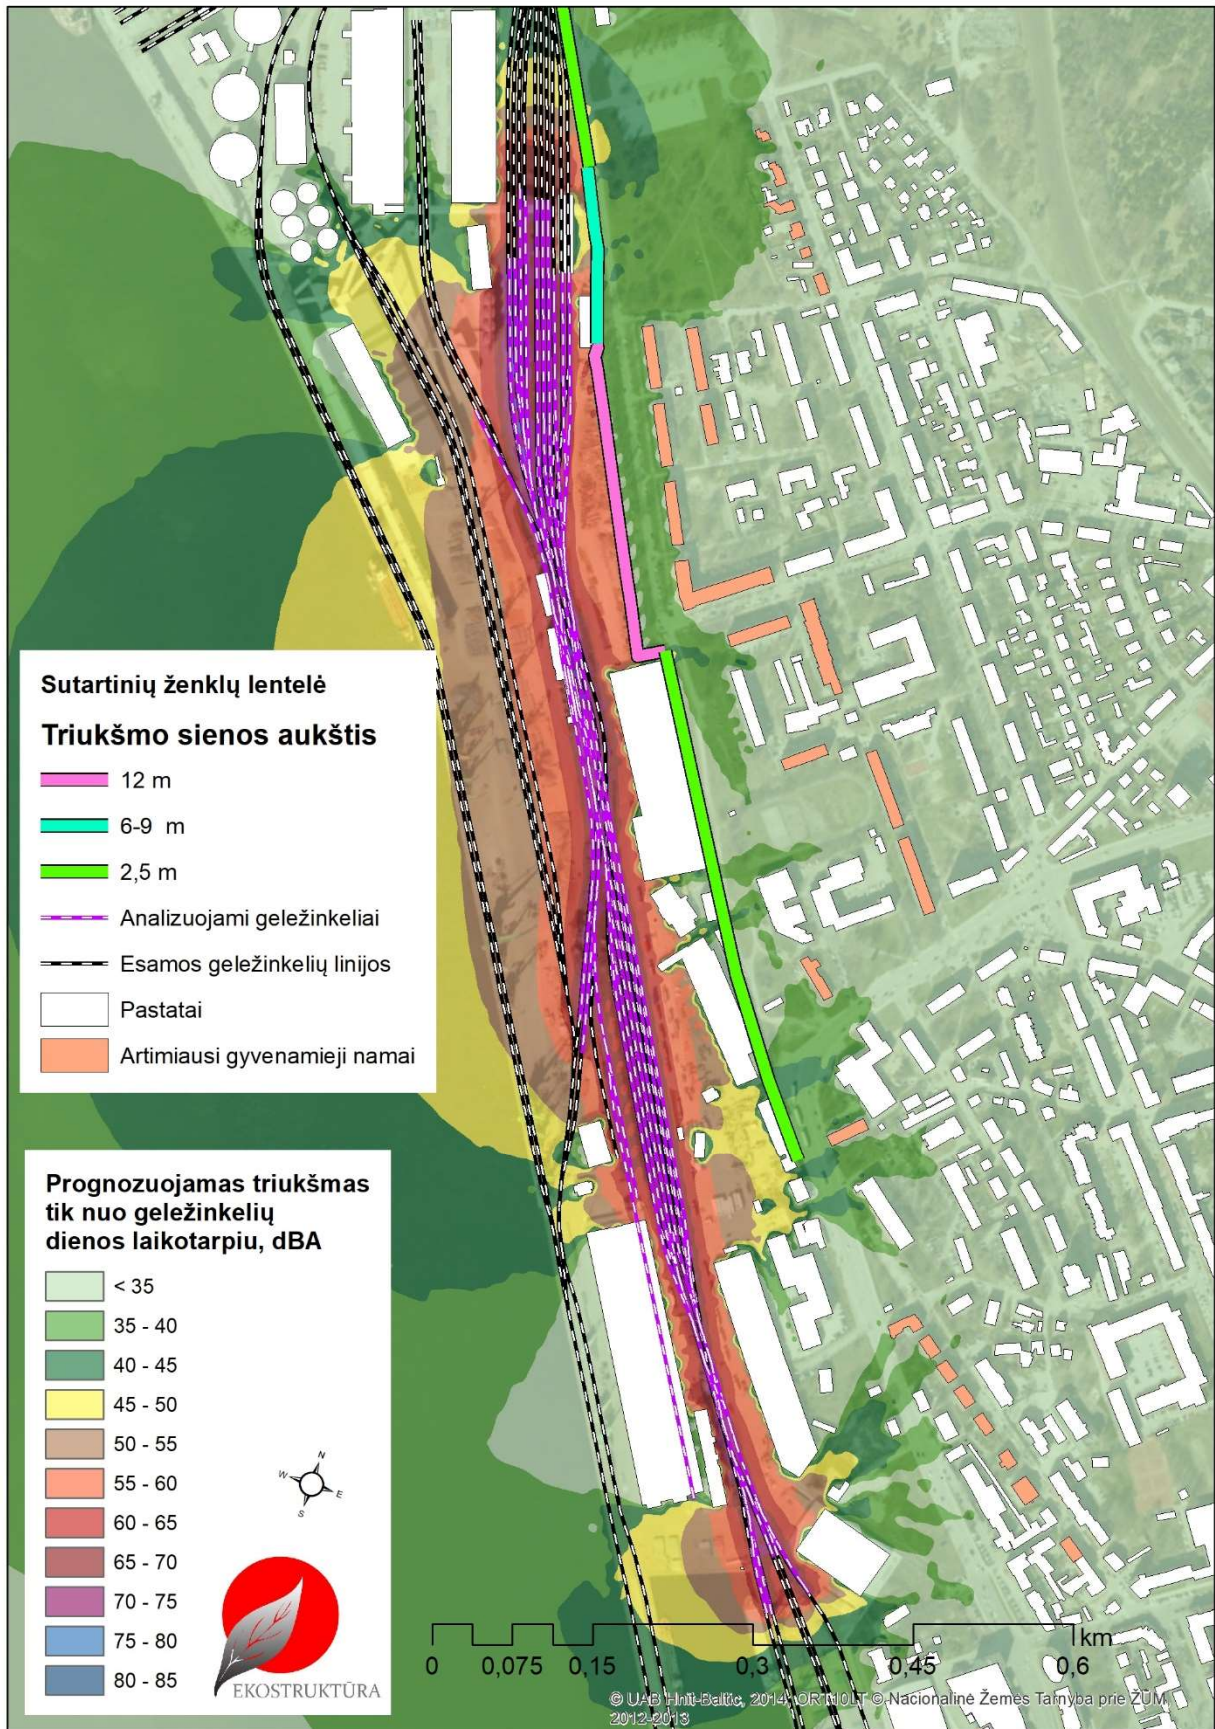 Sutartinių ženklų lentelė
Triukšmo sienos aukštis
12 m
6-9 m
2,5 m
Analizuojami geležinkeliai
Esamos geležinkelių linijos
Pastatai
Artimiausi gyvenamieji namai
Prognozuojamas triukšmas
tik nuo geležinkelių
dienos laikotarpiu, dBA
< 35
35 - 40
40 - 45
45 - 50
50 - 55
55 - 60
60 - 65
65 - 70
70 - 75
75 - 80
80 - 85
N
W
E
S
EKOSTRUKTŪRA
km
0 0,075 0,15 0,3 0,45 0,6
© UAB Hnit-Baltic, 2014, ORT10LT © Nacionalinė Žemės Tarnyba prie ŽŪM,
2012-2013